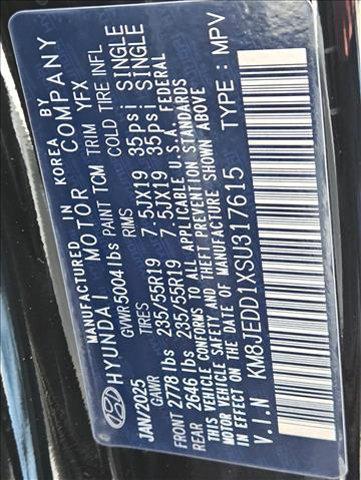 MANUFACTURED IN KOREA BY
HYUNDAI MOTOR COMPANY
JAN/2025 GVWR 5004 lbs PAINT TCM TRIM YFX
GAWR TIRES RIMS COLD TIRE INFL
FRONT 2778 lbs 235/55R19 7.5JX19 35psi SINGLE
REAR 2646 lbs 235/55R19 7.5JX19 35psi SINGLE
THIS VEHICLE CONFORMS TO ALL APPLICABLE U.S.A. FEDERAL
MOTOR VEHICLE SAFETY AND THEFT PREVENTION STANDARDS
IN EFFECT ON THE DATE OF MANUFACTURE SHOWN ABOVE
V.I.N KM8JEDD1XSU317615 TYPE : MPV